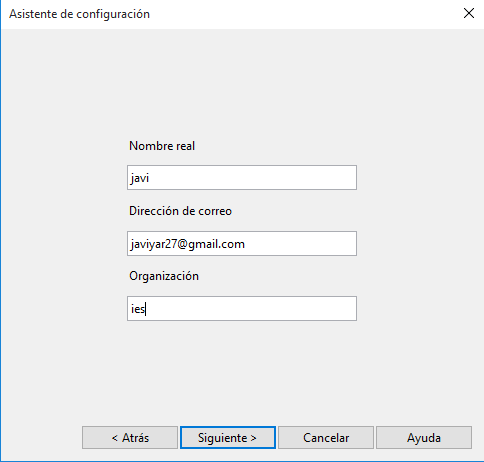 Asistente de configuración
Nombre real
javi
Dirección de correo
javiyar27@gmail.com
Organización
ies
< Atrás Siguiente > Cancelar Ayuda